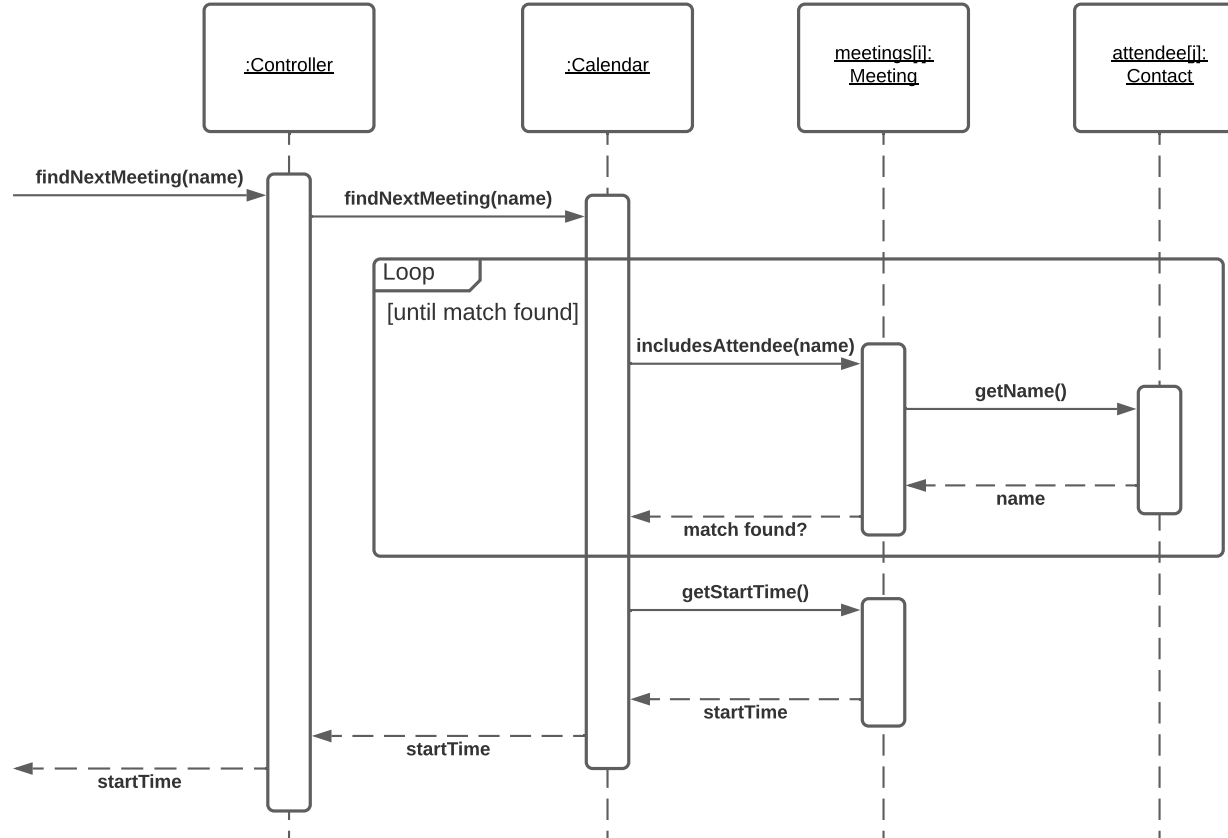 :Controller
:Calendar
meetings[i]:
Meeting
attendee[j]:
Contact
findNextMeeting(name)
findNextMeeting(name)
Loop
[until match found]
includesAttendee(name)
getName()
name
match found?
getStartTime()
startTime
startTime
startTime